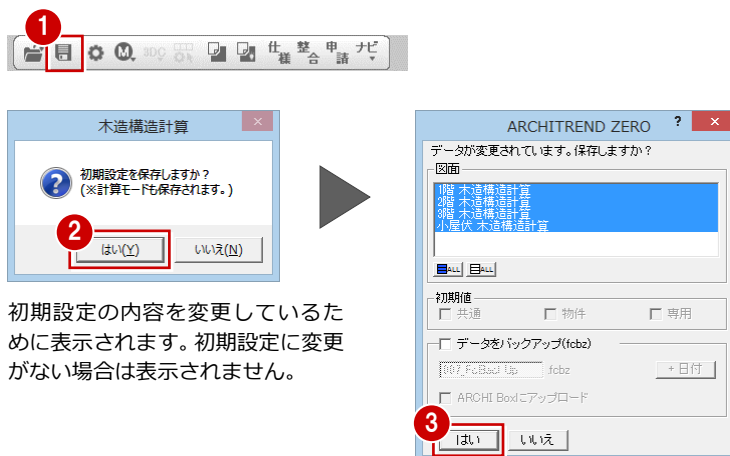 1
M 3DC 仕様 整合 申請 ナビ
木造構造計算
初期設定を保存しますか？
(※計算モードも保存されます。)
2
はい(Y) いいえ(N)
初期設定の内容を変更しているた
めに表示されます。初期設定に変更
がない場合は表示されません。
ARCHITREND ZERO ? ×
データが変更されています。保存しますか？
図面
1階 木造構造計算
2階 木造構造計算
3階 木造構造計算
小屋伏 木造構造計算
ALL ALL
初期値
共通 物件 専用
データをバックアップ(fcbz)
fcbz +日付
ARCHI Boxにアップロード
3
はい いいえ